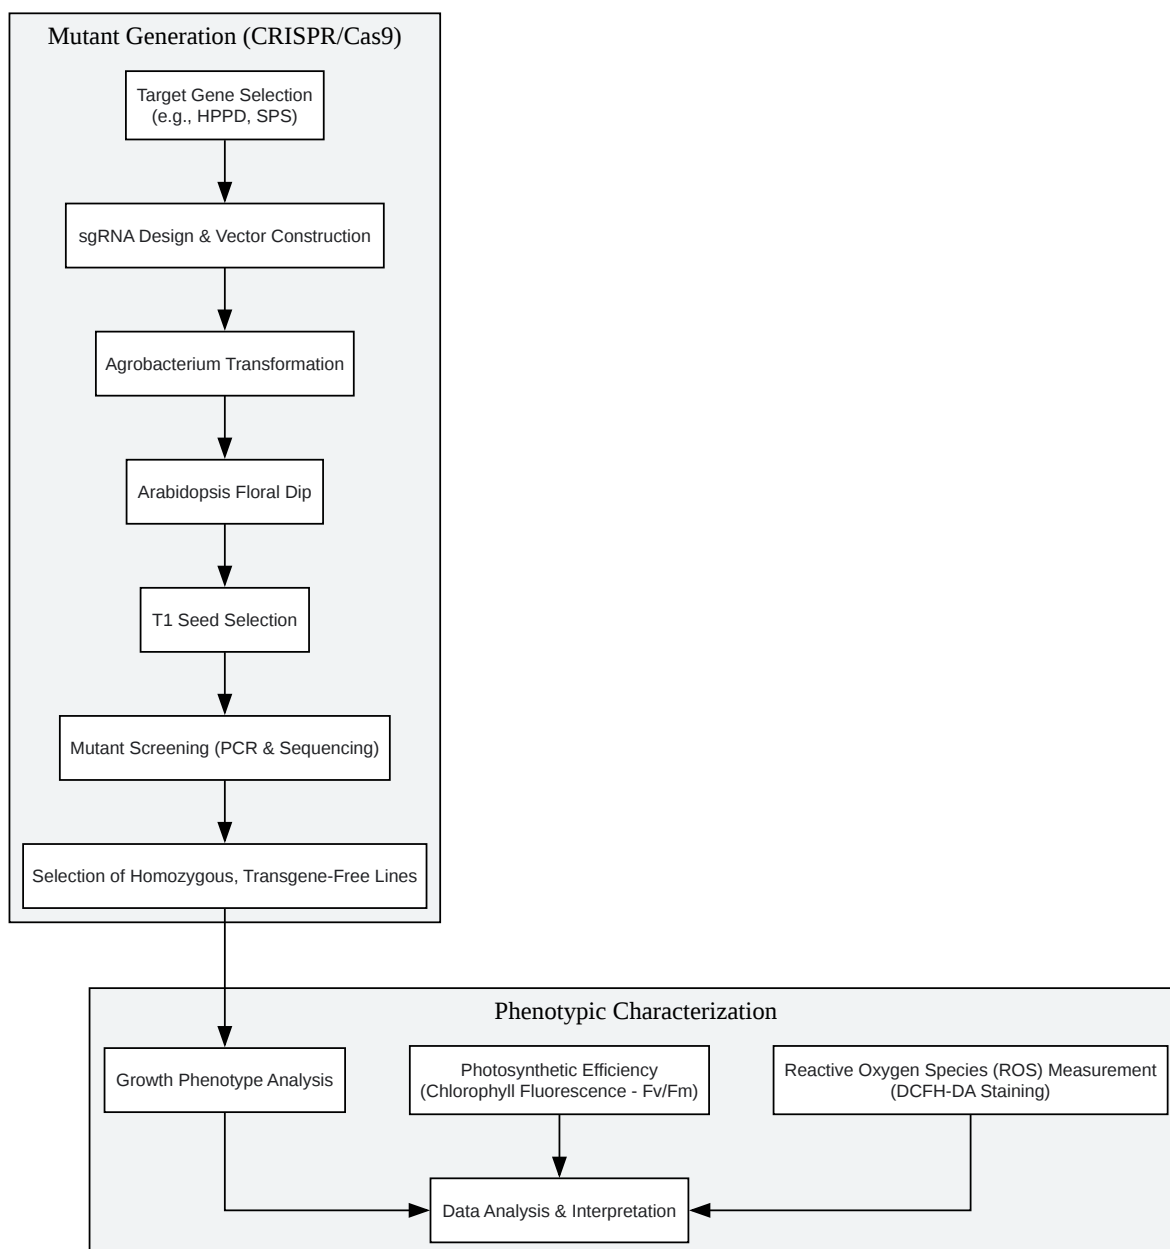 Mutant Generation (CRISPR/Cas9)
Target Gene Selection
(e.g., HPPD, SPS)
sgRNA Design & Vector Construction
Agrobacterium Transformation
Arabidopsis Floral Dip
T1 Seed Selection
Mutant Screening (PCR & Sequencing)
Selection of Homozygous, Transgene-Free Lines
Phenotypic Characterization
Growth Phenotype Analysis
Photosynthetic Efficiency
(Chlorophyll Fluorescence - Fv/Fm)
Reactive Oxygen Species (ROS) Measurement
(DCFH-DA Staining)
Data Analysis & Interpretation